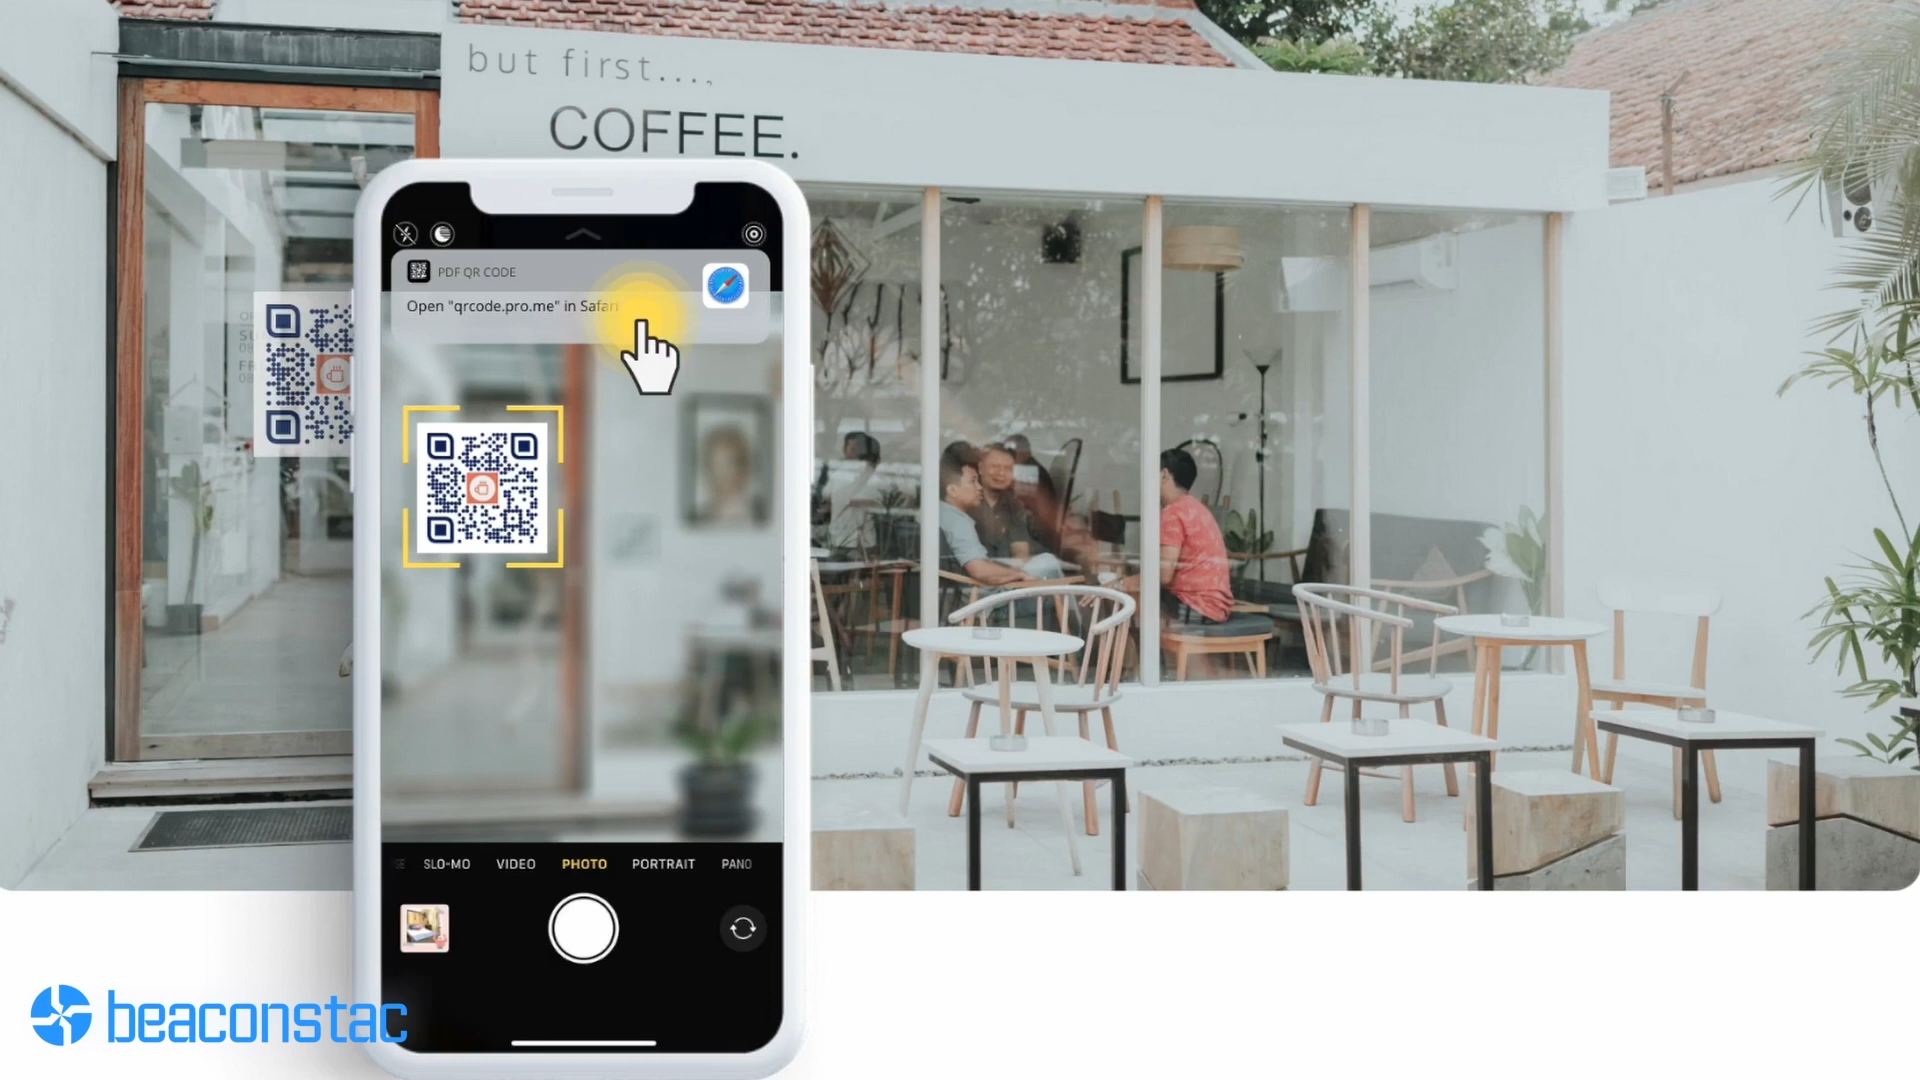 but first....,
COFFEE.
PDF QR CODE
Open "qrcode.pro.me" in Safari
SLO-MO VIDEO PHOTO PORTRAIT PANO
beaconstac